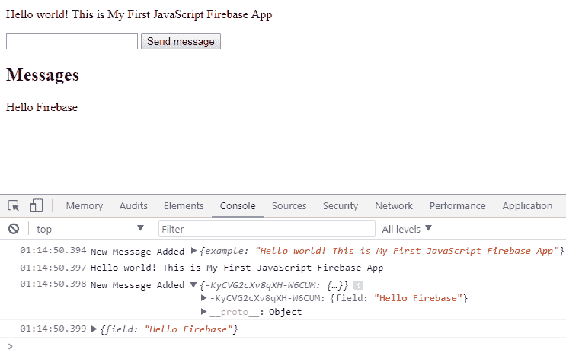 Hello world! This is My First JavaScript Firebase App
Send message
Messages
Hello Firebase
Memory Audits Elements Console Sources Security Network Performance Application
top Filter All levels
01:14:50.394 New Message Added {example: "Hello world! This is My First JavaScript Firebase App"}
01:14:50.397 Hello world! This is My First JavaScript Firebase App
01:14:50.398 New Message Added {-KyCVG2cXv8qXH-W6CUM: {…}}
-KyCVG2cXv8qXH-W6CUM: {field: "Hello Firebase"}
__proto__: Object
01:14:50.399 {field: "Hello Firebase"}